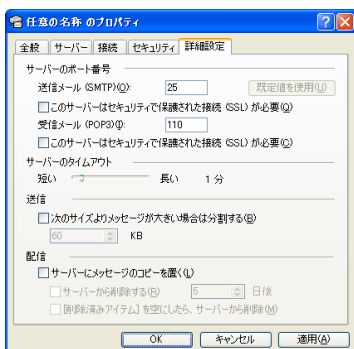 任意の名称 のプロパティ
全般 サーバー 接続 セキュリティ 詳細設定
サーバーのポート番号
送信メール (SMTP)(O): 25 既定値を使用(U)
このサーバーはセキュリティで保護された接続 (SSL) が必要(Q)
受信メール (POP3)(I): 110
このサーバーはセキュリティで保護された接続 (SSL) が必要(C)
サーバーのタイムアウト
短い 長い 1 分
送信
次のサイズよりメッセージが大きい場合は分割する(B)
60 KB
配信
サーバーにメッセージのコピーを置く(L)
サーバーから削除する(R) 5 日後
[削除済みアイテム] を空にしたら、サーバーから削除(M)
OK キャンセル 適用(A)